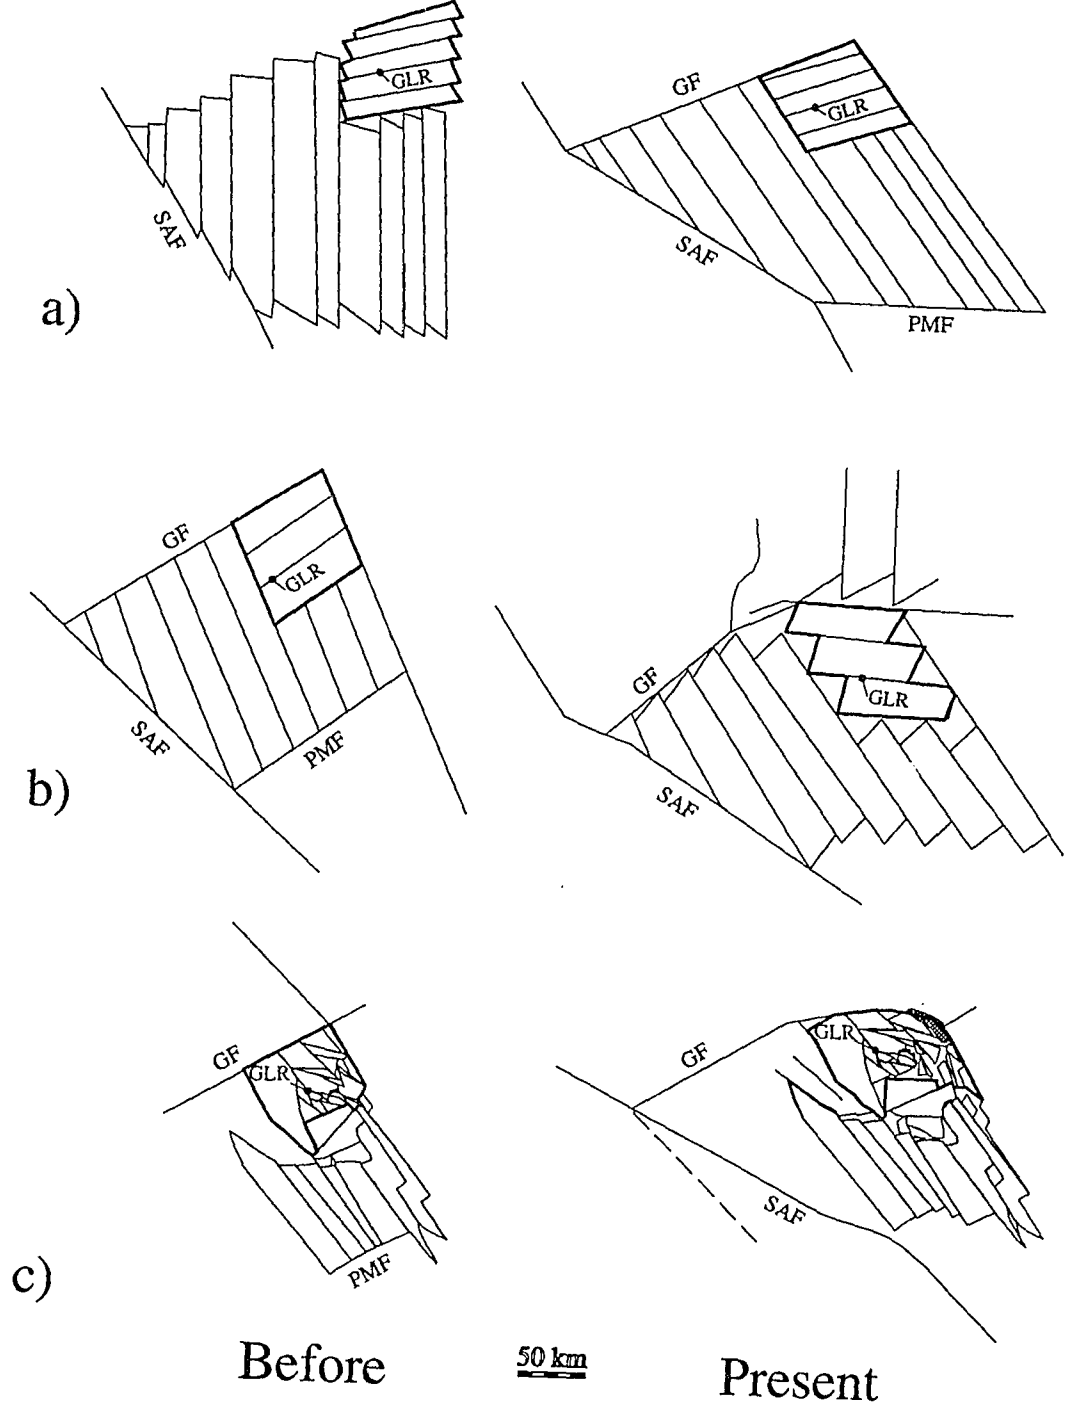 GLR
SAF
a)
GF
GLR
SAF
PMF
GF
GLR
SAF
PMF
b)
GF
GLR
SAF
GF
GLR
PMF
c)
GF
GLR
SAF
Before
50 km
Present